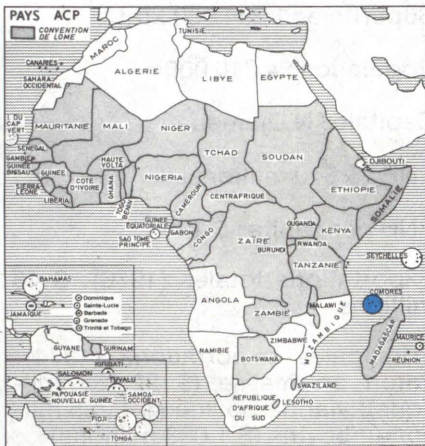 PAYS ACP
CONVENTION
DE LOMÉ
TUNISIE
MAROC
CANARIES
ALGERIE
LIBYE
EGYPTE
SAHARA
OCCIDENTAL
I DU
CAP
VERT
MAURITANIE
MALI
NIGER
TCHAD
SOUDAN
DJIBOUTI
SENEGAL
GAMBIE
GUINEE
BISSAU
GUINEE
HAUTE
VOLTA
SIERRA
LEONE
COTE
D'IVOIRE
LIBERIA
GHANA
TOGO
BENIN
NIGERIA
CAMEROUN
CENTRAFRIQUE
ETHIOPIE
SOMALIE
GUINEE
EQUATORIALE
SAO TOME
PRINCIPE
GABON
CONGO
ZAÏRE
OUGANDA
KENYA
RWANDA
BURUNDI
TANZANIE
SEYCHELLES
BAHAMAS
JAMAIQUE
Dominique
Sainte-Lucie
Barbade
Grenade
Trinité et Tobago
GUYANE
SURINAM
ANGOLA
ZAMBIE
MALAWI
MOZAMBIQUE
COMORES
MADAGASCAR
MAURICE
REUNION
ZIMBABWE
NAMIBIE
BOTSWANA
SWAZILAND
LESOTHO
REPUBLIQUE
D'AFRIQUE
DU SUD
KIRIBATI
SALOMON
TUVALU
PAPOUASIE
NOUVELLE GUINEE
SAMOA
OCCIDENT
FIDJI
TONGA